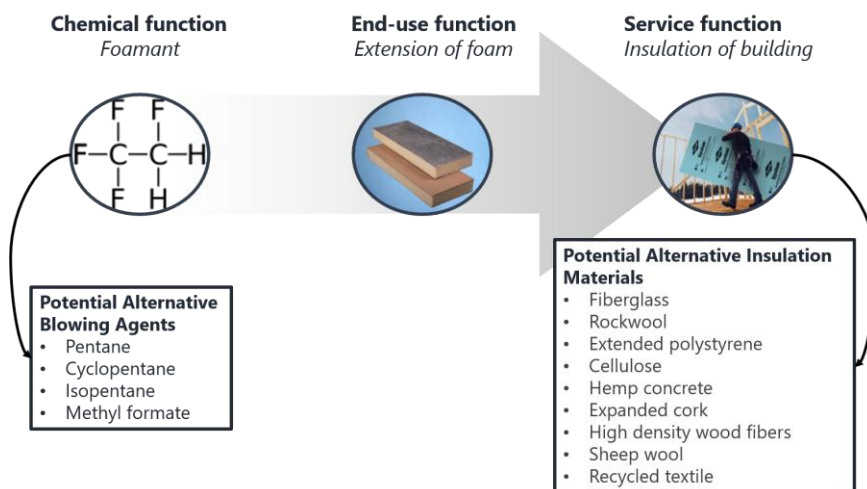 Chemical function
Foamant
End-use function
Extension of foam
Service function
Insulation of building
F F
F-C-C-H
F H
Potential Alternative
Blowing Agents
• Pentane
• Cyclopentane
• Isopentane
• Methyl formate
Potential Alternative Insulation
Materials
• Fiberglass
• Rockwool
• Extended polystyrene
• Cellulose
• Hemp concrete
• Expanded cork
• High density wood fibers
• Sheep wool
• Recycled textile